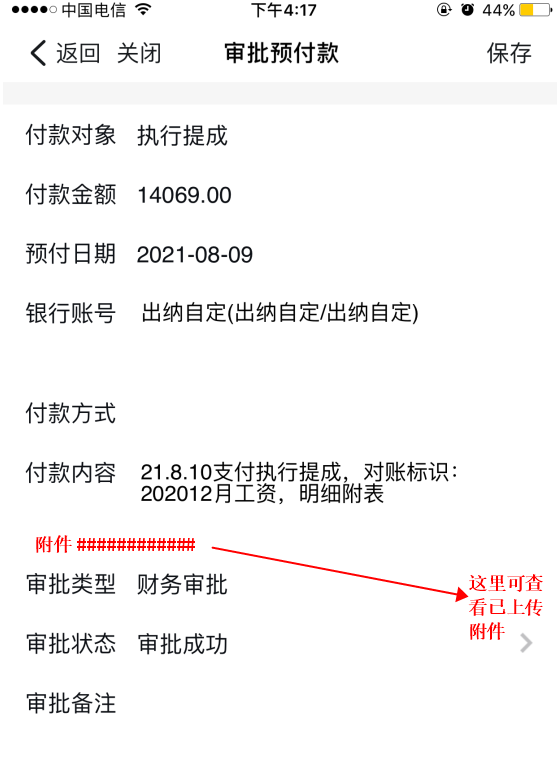 中国电信 下午4:17 44%
返回 关闭 审批预付款 保存
付款对象 执行提成
付款金额 14069.00
预付日期 2021-08-09
银行账号 出纳自定(出纳自定/出纳自定)
付款方式
付款内容 21.8.10支付执行提成，对账标识：
202012月工资，明细附表
附件 ############
审批类型 财务审批
这里可查
看已上传
附件
审批状态 审批成功
审批备注